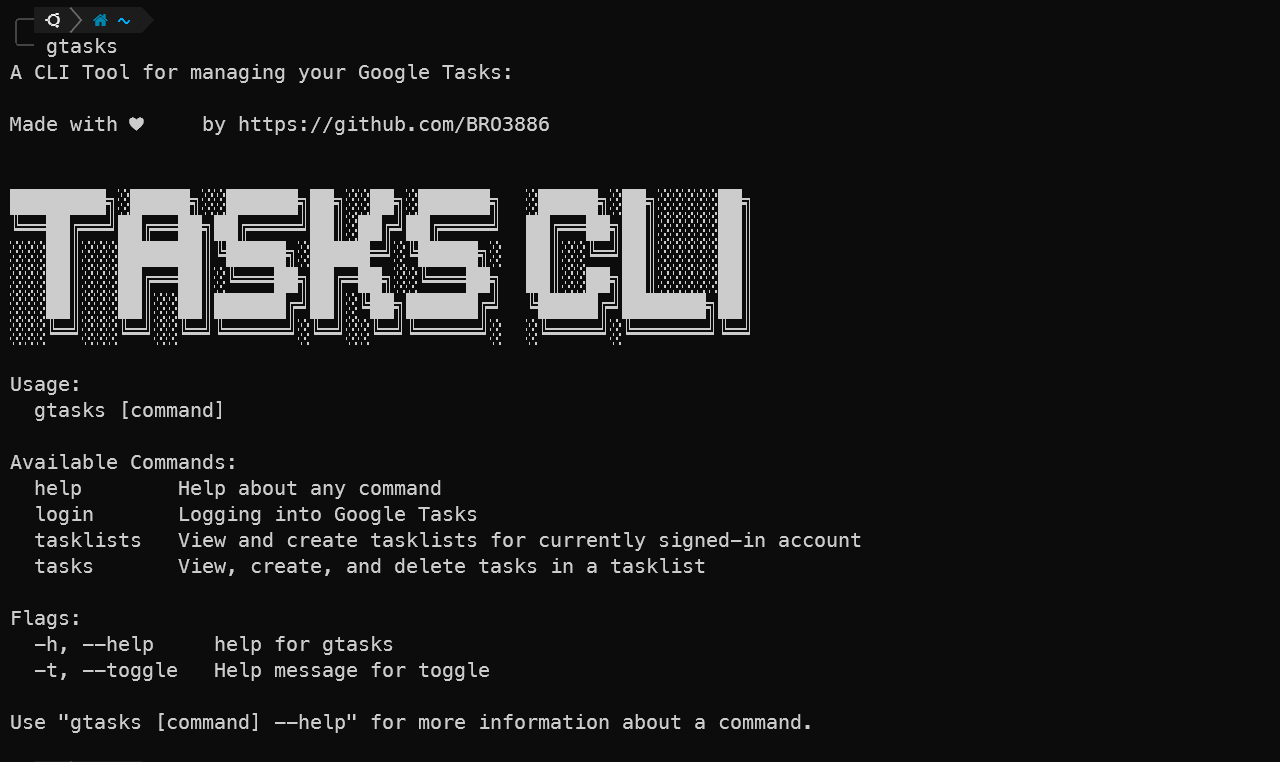 ~
gtasks
A CLI Tool for managing your Google Tasks:
Made with ♥ by https://github.com/BRO3886
TASKS CLI
Usage:
gtasks [command]
Available Commands:
help Help about any command
login Logging into Google Tasks
tasklists View and create tasklists for currently signed-in account
tasks View, create, and delete tasks in a tasklist
Flags:
-h, --help help for gtasks
-t, --toggle Help message for toggle
Use "gtasks [command] --help" for more information about a command.